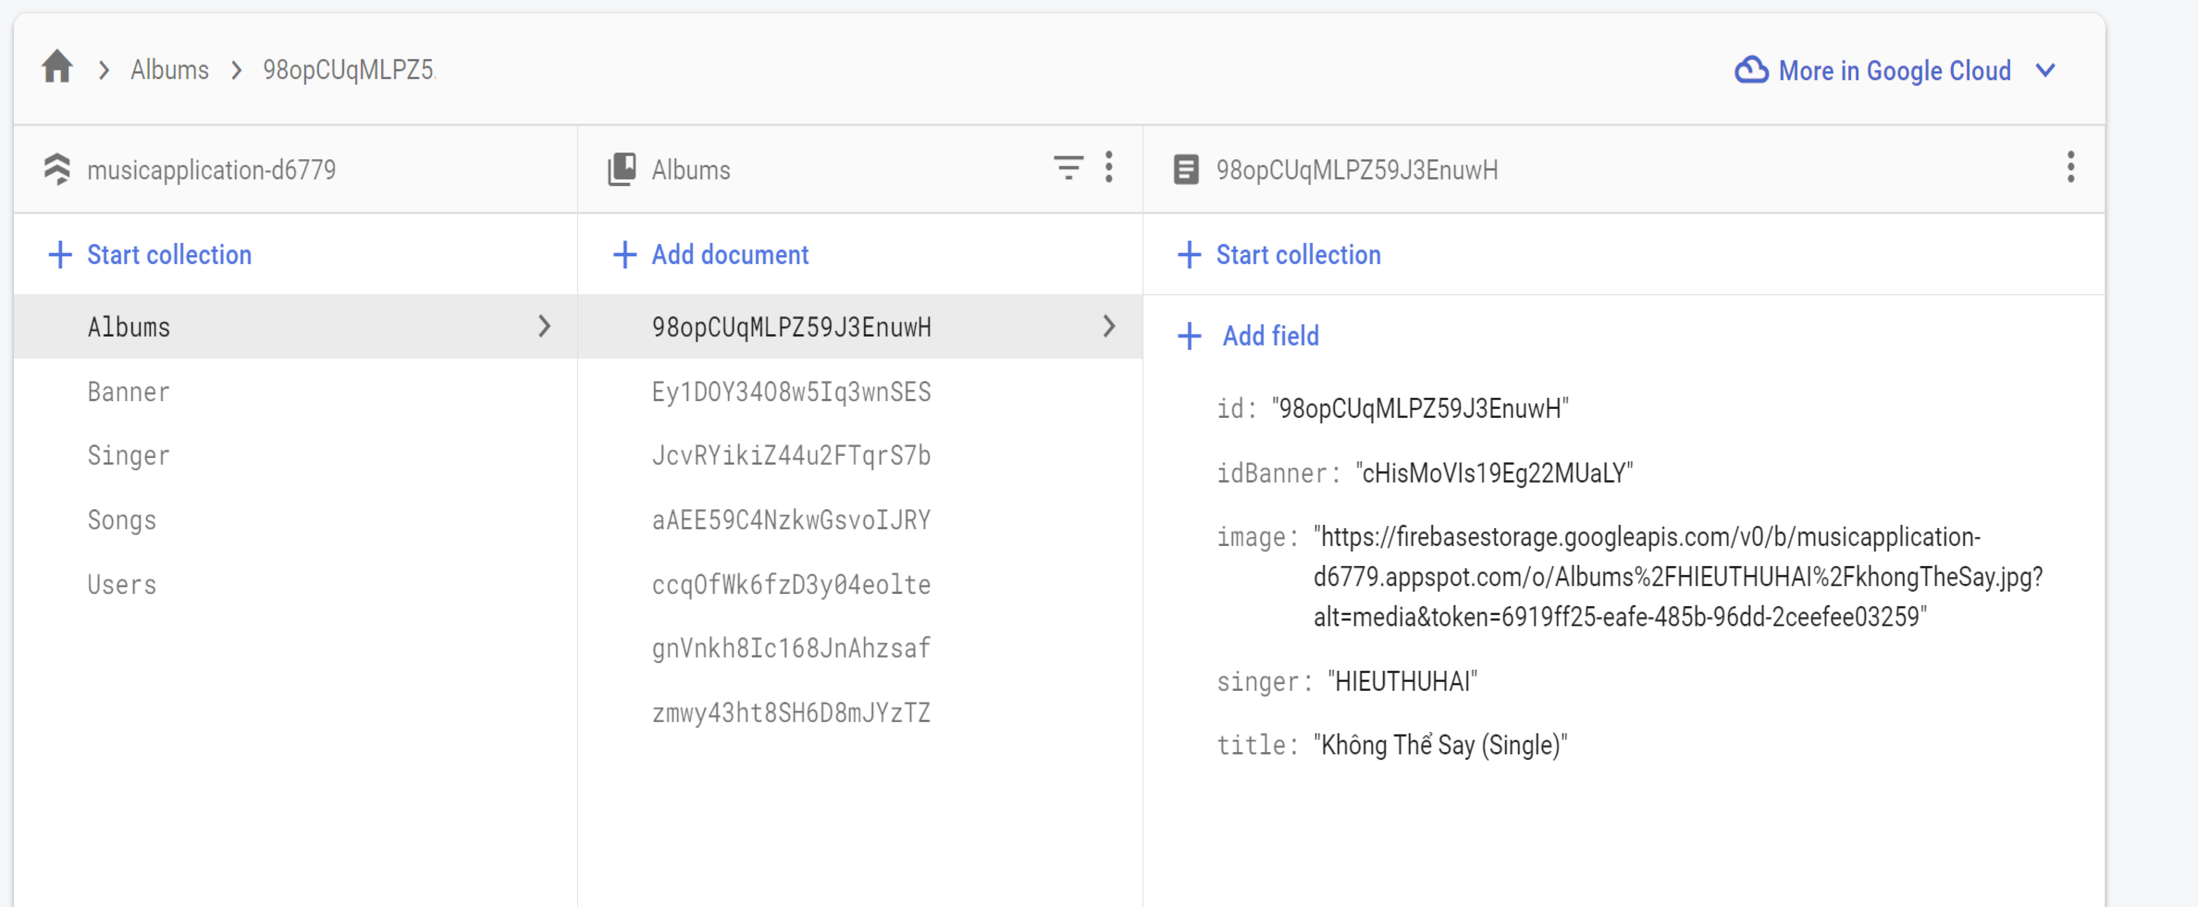 Albums
98opCUqMLPZ5.
More in Google Cloud
musicapplication-d6779
Albums
98opCUqMLPZ59J3EnuwH
Start collection
Add document
Start collection
Albums
Banner
Singer
Songs
Users
98opCUqMLPZ59J3EnuwH
Ey1DOY34O8w5Iq3wnSES
JcvRYikiZ44u2FTqrS7b
aAEE59C4NzkwGsvoIJRY
ccqOfWk6fzD3y04eolte
gnVnkh8Ic168JnAhzsaf
zmwy43ht8SH6D8mJYzTZ
Add field
id: "98opCUqMLPZ59J3EnuwH"
idBanner: "cHisMoVIs19Eg22MUaLY"
image: "https://firebasestorage.googleapis.com/v0/b/musicapplication-
d6779.appspot.com/o/Albums%2FHIEUTHUHAI%2FkhongTheSay.jpg?
alt=media&token=6919ff25-eafe-485b-96dd-2ceefee03259"
singer: "HIEUTHUHAI"
title: "Không Thể Say (Single)"